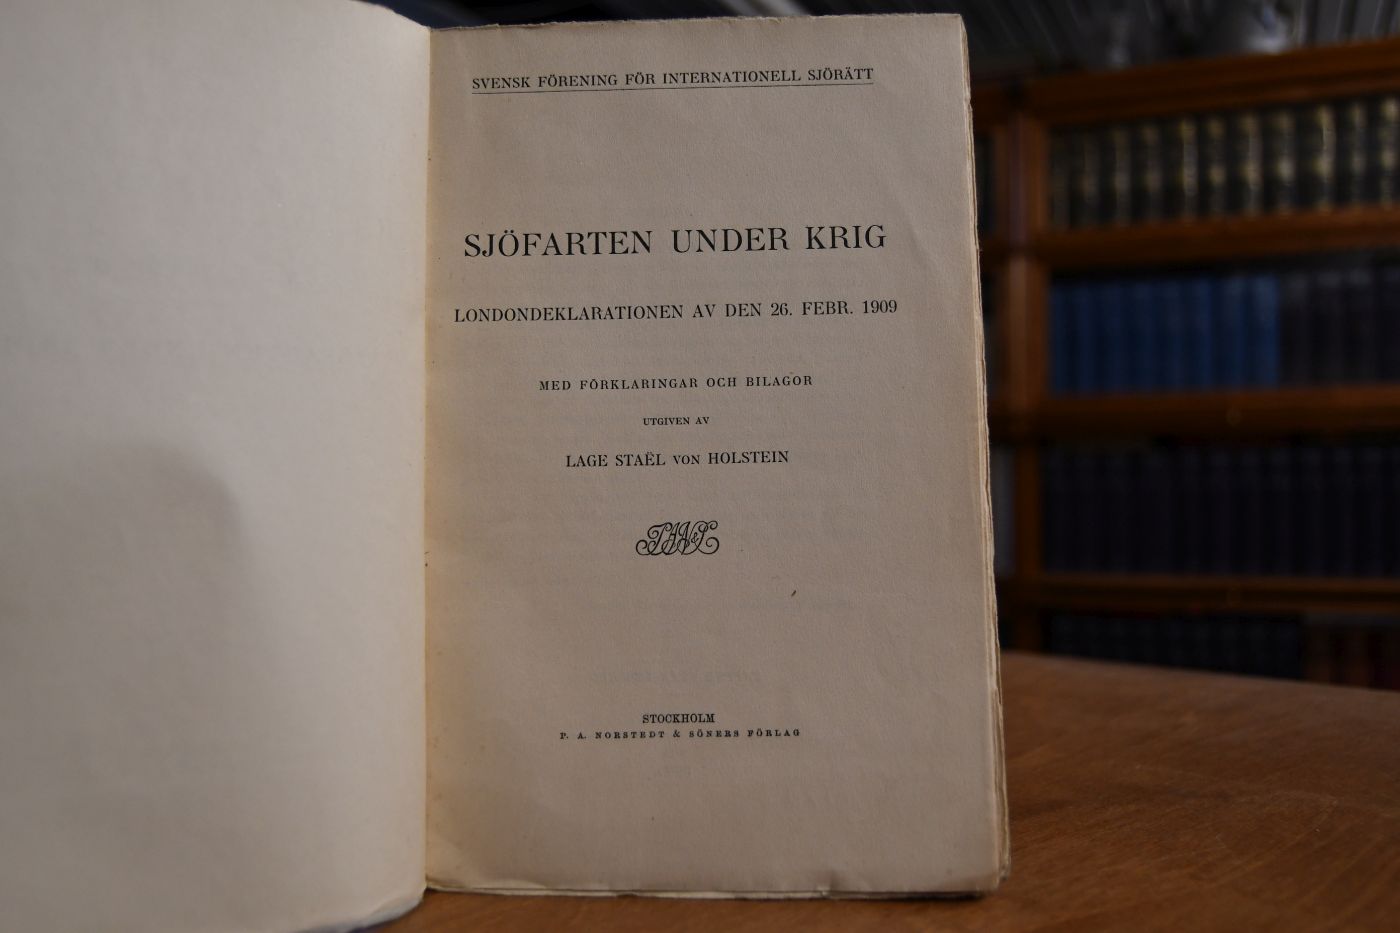 SVENSK FÖRENING FÖR INTERNATIONELL SJÖRÄTT
SJÖFARTEN UNDER KRIG
LONDONDEKLARATIONEN AV DEN 26. FEBR. 1909
MED FÖRKLARINGAR OCH BILAGOR
UTGIVEN AV
LAGE STAËL VON HOLSTEIN
P A N & S
STOCKHOLM
P. A. NORSTEDT & SÖNERS FÖRLAG